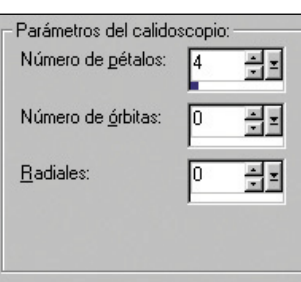 Parámetros del calidoscopio:
Número de pétalos: 4
Número de órbitas: 0
Radiales: 0